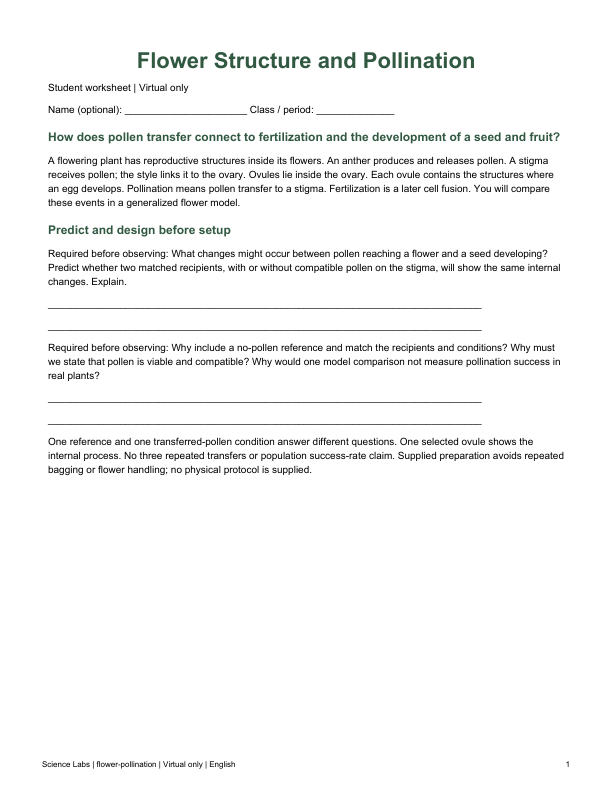 Flower Structure and Pollination
Student worksheet | Virtual only
Name (optional): ______________________ Class / period: ______________
How does pollen transfer connect to fertilization and the development of a seed and fruit?
A flowering plant has reproductive structures inside its flowers. An anther produces and releases pollen. A stigma
receives pollen; the style links it to the ovary. Ovules lie inside the ovary. Each ovule contains the structures where
an egg develops. Pollination means pollen transfer to a stigma. Fertilization is a later cell fusion. You will compare
these events in a generalized flower model.
Predict and design before setup
Required before observing: What changes might occur between pollen reaching a flower and a seed developing?
Predict whether two matched recipients, with or without compatible pollen on the stigma, will show the same internal
changes. Explain.
Required before observing: Why include a no-pollen reference and match the recipients and conditions? Why must
we state that pollen is viable and compatible? Why would one model comparison not measure pollination success in
real plants?
One reference and one transferred-pollen condition answer different questions. One selected ovule shows the
internal process. No three repeated transfers or population success-rate claim. Supplied preparation avoids repeated
bagging or flower handling; no physical protocol is supplied.
Science Labs | flower-pollination | Virtual only | English
1